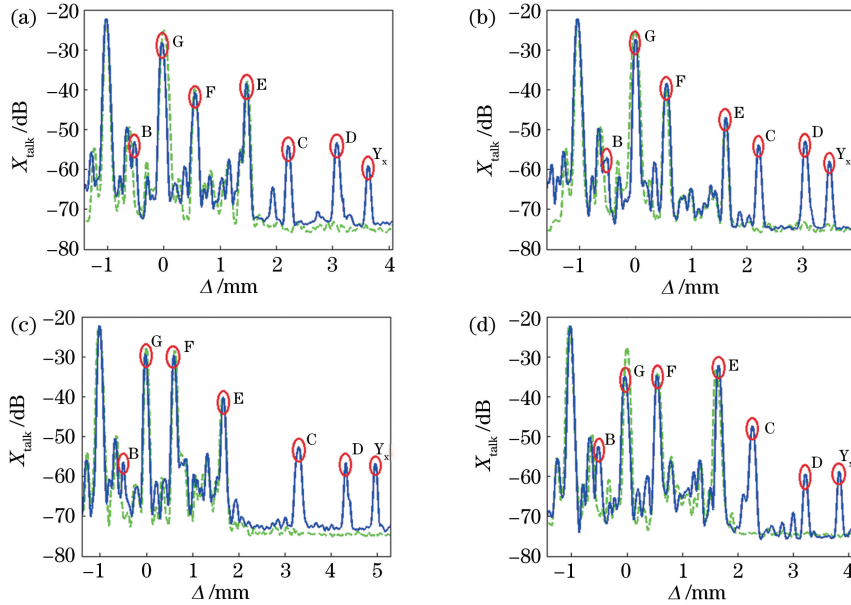 (a)
X_talk /dB
−20
−30
−40
−50
−60
−70
−80
G
F
E
B
C
D
Y_x
−1 0 1 2 3 4
Δ /mm
(b)
X_talk /dB
−20
−30
−40
−50
−60
−70
−80
G
F
E
B
C
D
Y_x
−1 0 1 2 3 4
Δ /mm
(c)
X_talk /dB
−20
−30
−40
−50
−60
−70
−80
G
F
E
B
C
D
Y_x
−1 0 1 2 3 4 5
Δ /mm
(d)
X_talk /dB
−20
−30
−40
−50
−60
−70
−80
G
F
E
B
C
D
Y_x
−1 0 1 2 3 4
Δ /mm